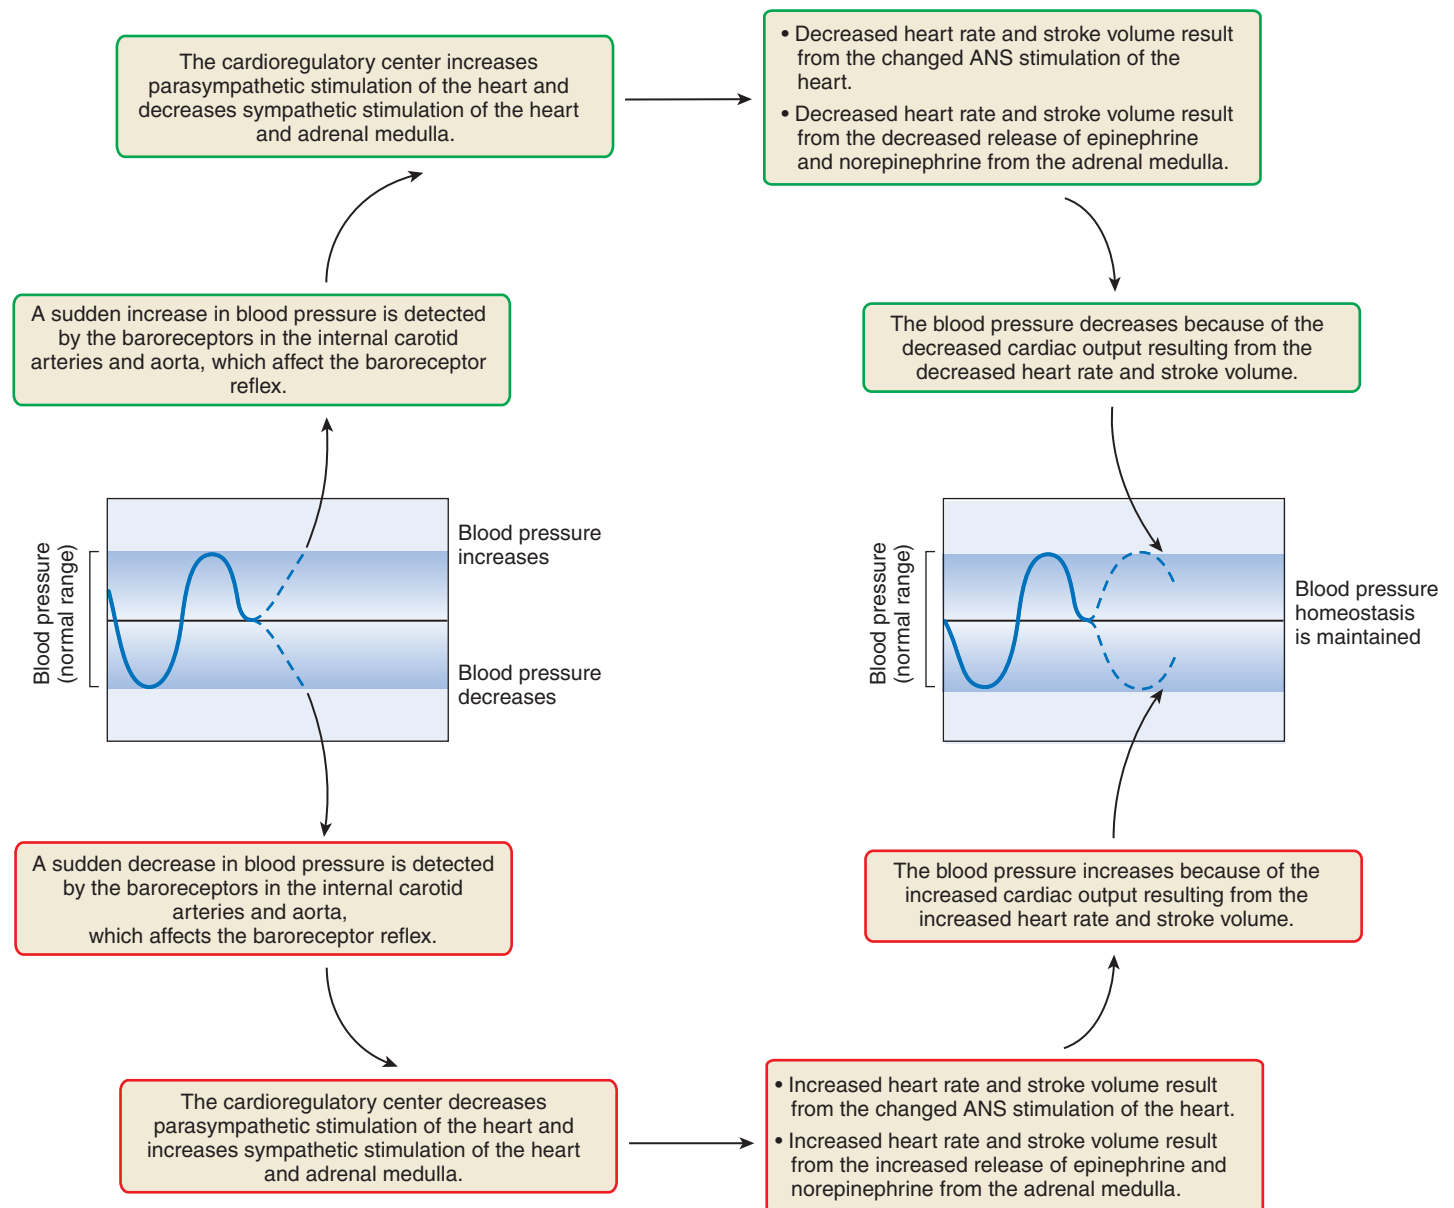 The cardioregulatory center increases
parasympathetic stimulation of the heart and
decreases sympathetic stimulation of the heart
and adrenal medulla.
• Decreased heart rate and stroke volume result
from the changed ANS stimulation of the
heart.
• Decreased heart rate and stroke volume result
from the decreased release of epinephrine
and norepinephrine from the adrenal medulla.
A sudden increase in blood pressure is detected
by the baroreceptors in the internal carotid
arteries and aorta, which affect the baroreceptor
reflex.
The blood pressure decreases because of the
decreased cardiac output resulting from the
decreased heart rate and stroke volume.
Blood pressure
(normal range)
Blood pressure
increases
Blood pressure
decreases
Blood pressure
(normal range)
Blood pressure
homeostasis
is maintained
A sudden decrease in blood pressure is detected
by the baroreceptors in the internal carotid
arteries and aorta,
which affects the baroreceptor reflex.
The blood pressure increases because of the
increased cardiac output resulting from the
increased heart rate and stroke volume.
The cardioregulatory center decreases
parasympathetic stimulation of the heart and
increases sympathetic stimulation of the heart
and adrenal medulla.
• Increased heart rate and stroke volume result
from the changed ANS stimulation of the heart.
• Increased heart rate and stroke volume result
from the increased release of epinephrine and
norepinephrine from the adrenal medulla.